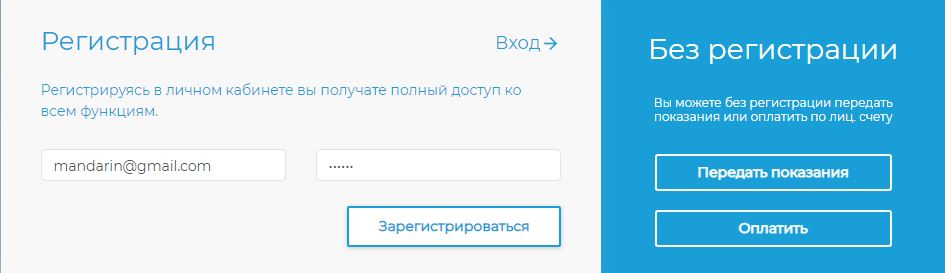 Регистрация
Вход→
Регистрируясь в личном кабинете вы получате полный доступ ко
всем функциям.
mandarin@gmail.com
••••••
Зарегистрироваться
Без регистрации
Вы можете без регистрации передать
показания или оплатить по лиц. счету
Передать показания
Оплатить